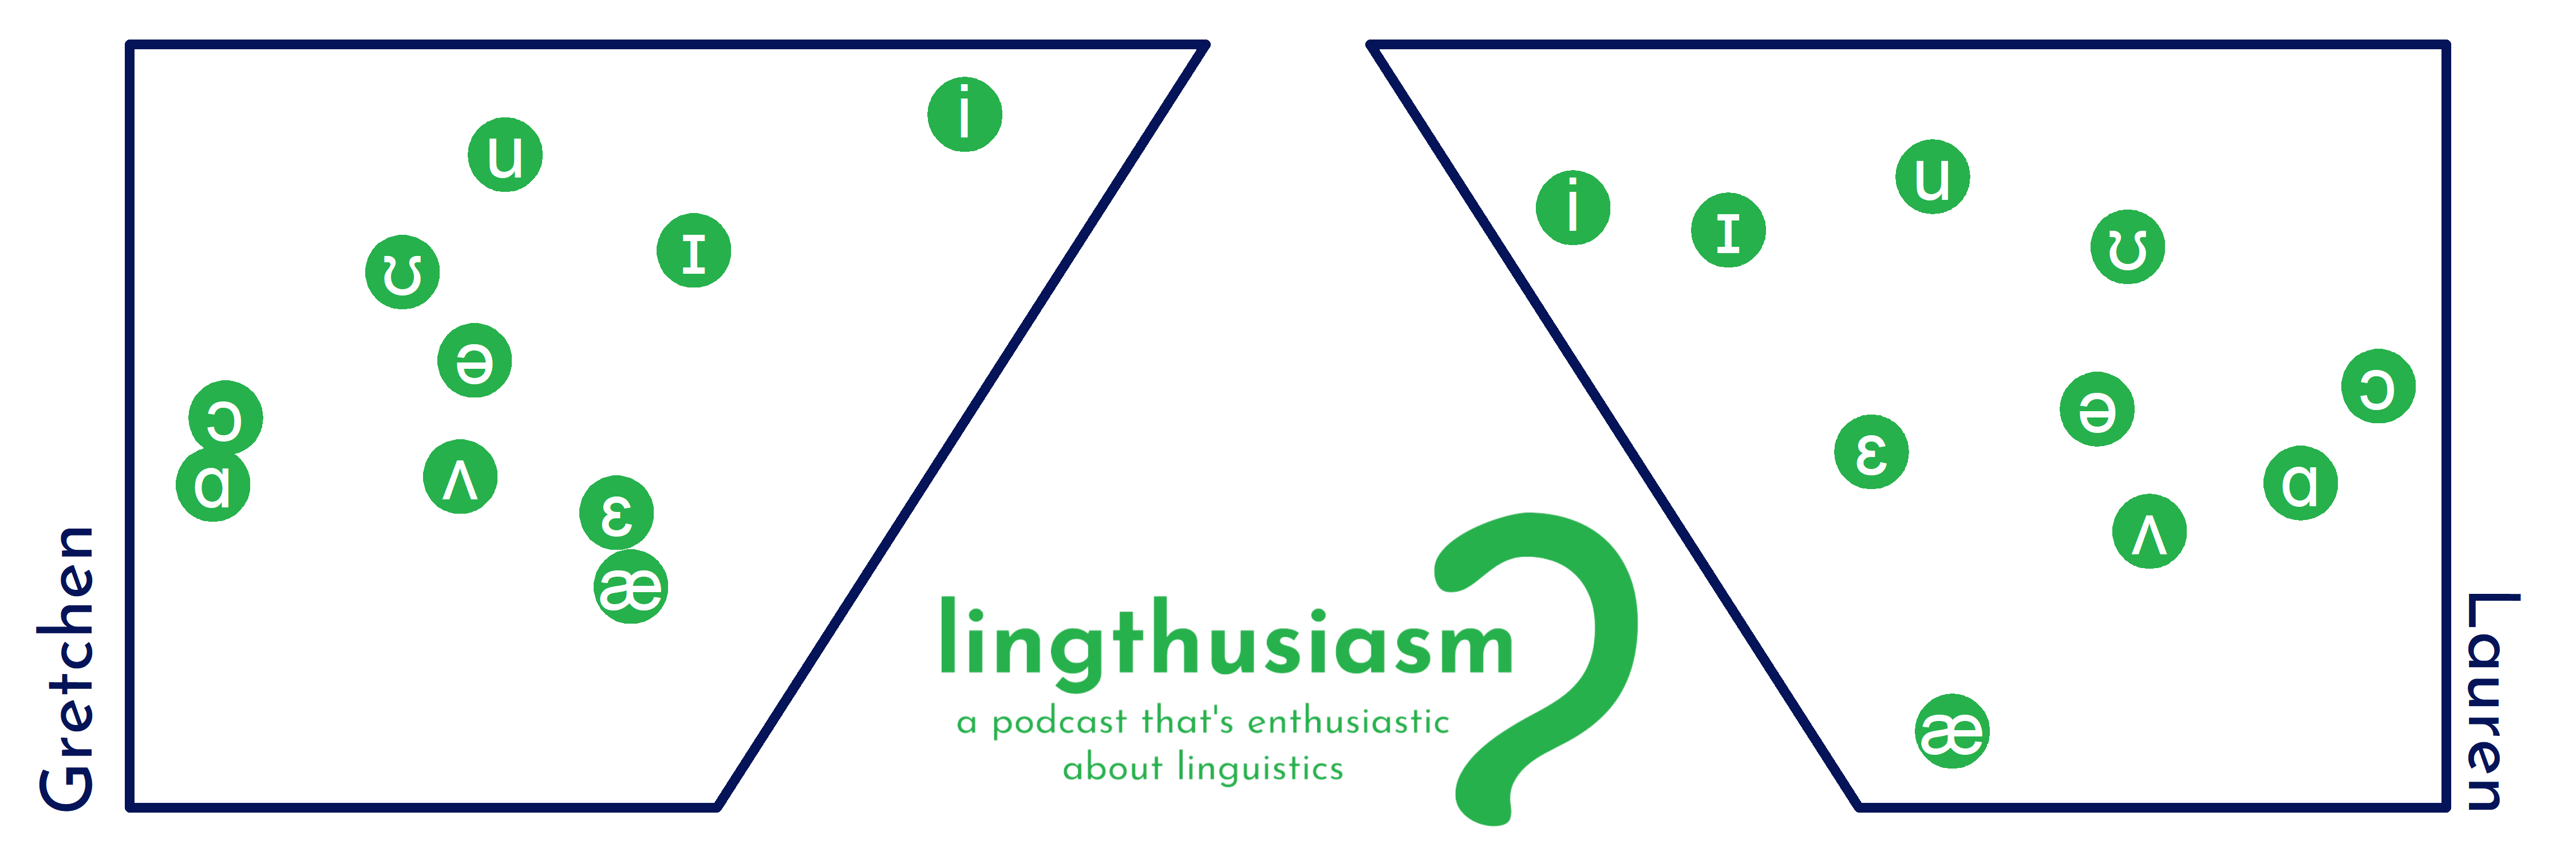 Gretchen
i
u
ɪ
ʊ
ə
ɔ
ɑ
ʌ
ɛ
æ
lingthusiasm
a podcast that's enthusiastic
about linguistics
i
u
ɪ
ʊ
ɔ
ə
ɛ
ɑ
ʌ
æ
Lauren